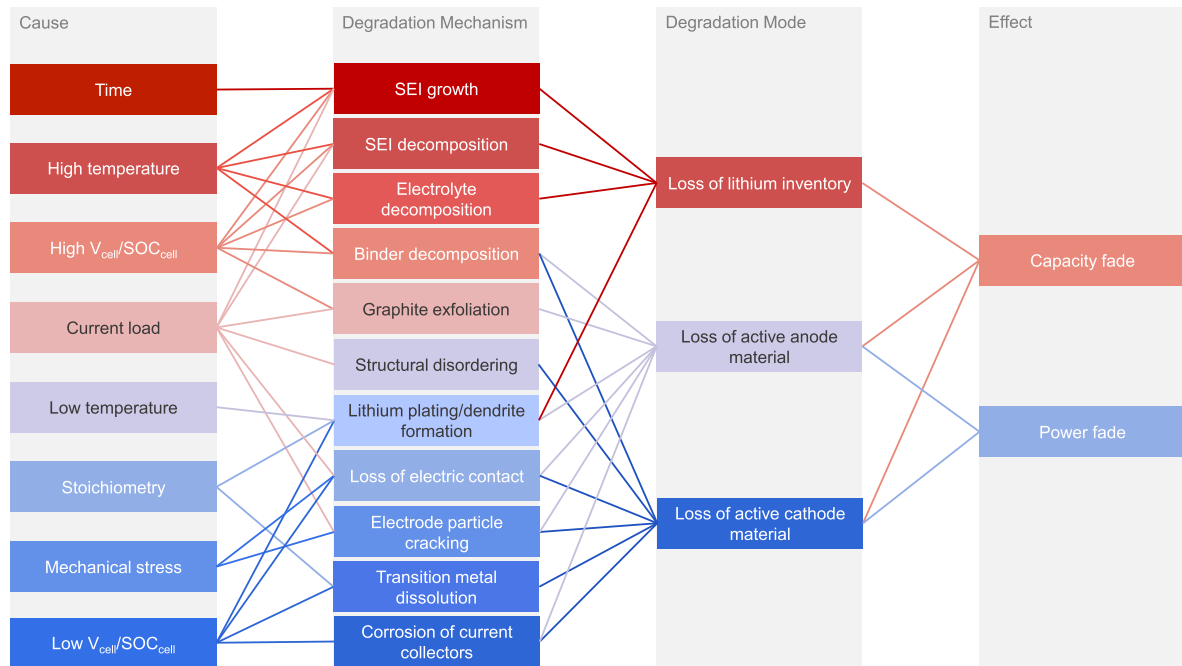 Cause
Degradation Mechanism
Degradation Mode
Effect
Time
High temperature
High Vcell/SOCcell
Current load
Low temperature
Stoichiometry
Mechanical stress
Low Vcell/SOCcell
SEI growth
SEI decomposition
Electrolyte
decomposition
Binder decomposition
Graphite exfoliation
Structural disordering
Lithium plating/dendrite
formation
Loss of electric contact
Electrode particle
cracking
Transition metal
dissolution
Corrosion of current
collectors
Loss of lithium inventory
Loss of active anode
material
Loss of active cathode
material
Capacity fade
Power fade